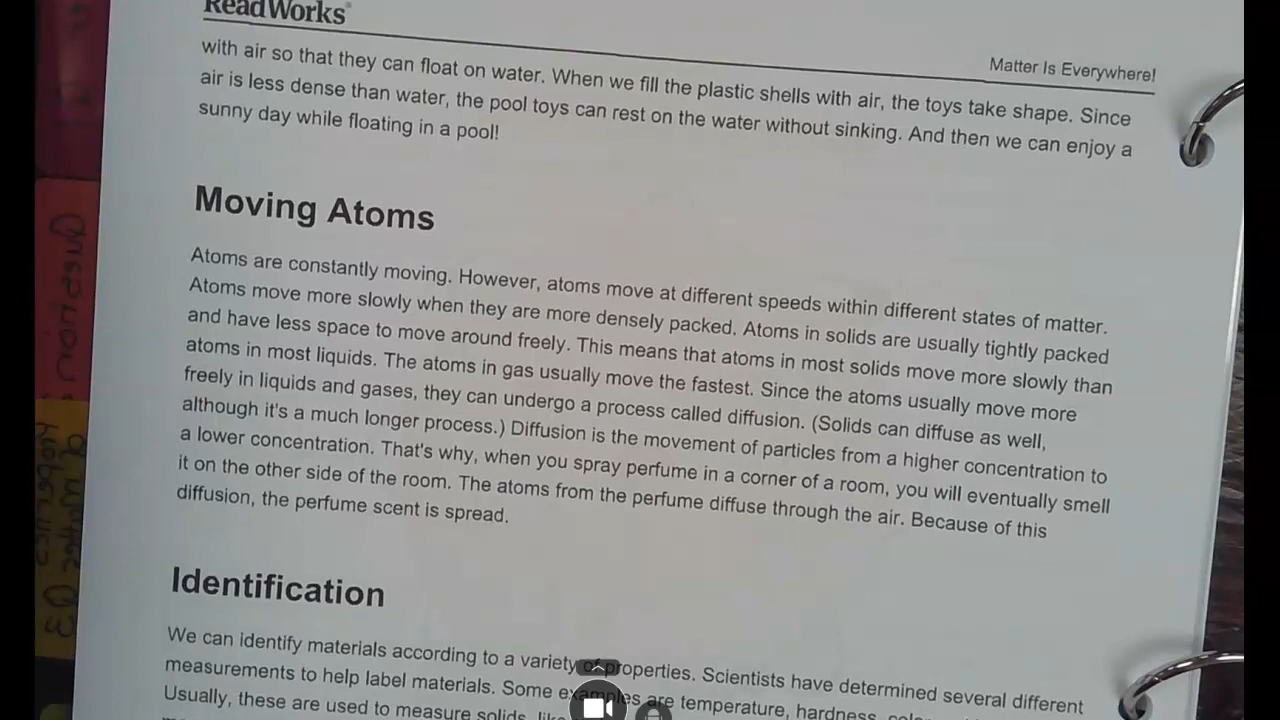 ReadWorks®
Matter Is Everywhere!
with air so that they can float on water. When we fill the plastic shells with air, the toys take shape. Since
air is less dense than water, the pool toys can rest on the water without sinking. And then we can enjoy a
sunny day while floating in a pool!
Moving Atoms
Atoms are constantly moving. However, atoms move at different speeds within different states of matter.
Atoms move more slowly when they are more densely packed. Atoms in solids are usually tightly packed
and have less space to move around freely. This means that atoms in most solids move more slowly than
atoms in most liquids. The atoms in gas usually move the fastest. Since the atoms usually move more
freely in liquids and gases, they can undergo a process called diffusion. (Solids can diffuse as well,
although it's a much longer process.) Diffusion is the movement of particles from a higher concentration to
a lower concentration. That's why, when you spray perfume in a corner of a room, you will eventually smell
it on the other side of the room. The atoms from the perfume diffuse through the air. Because of this
diffusion, the perfume scent is spread.
Identification
We can identify materials according to a variety of properties. Scientists have determined several different
measurements to help label materials. Some examples are temperature, hardness,
Usually, these are used to measure solids, like